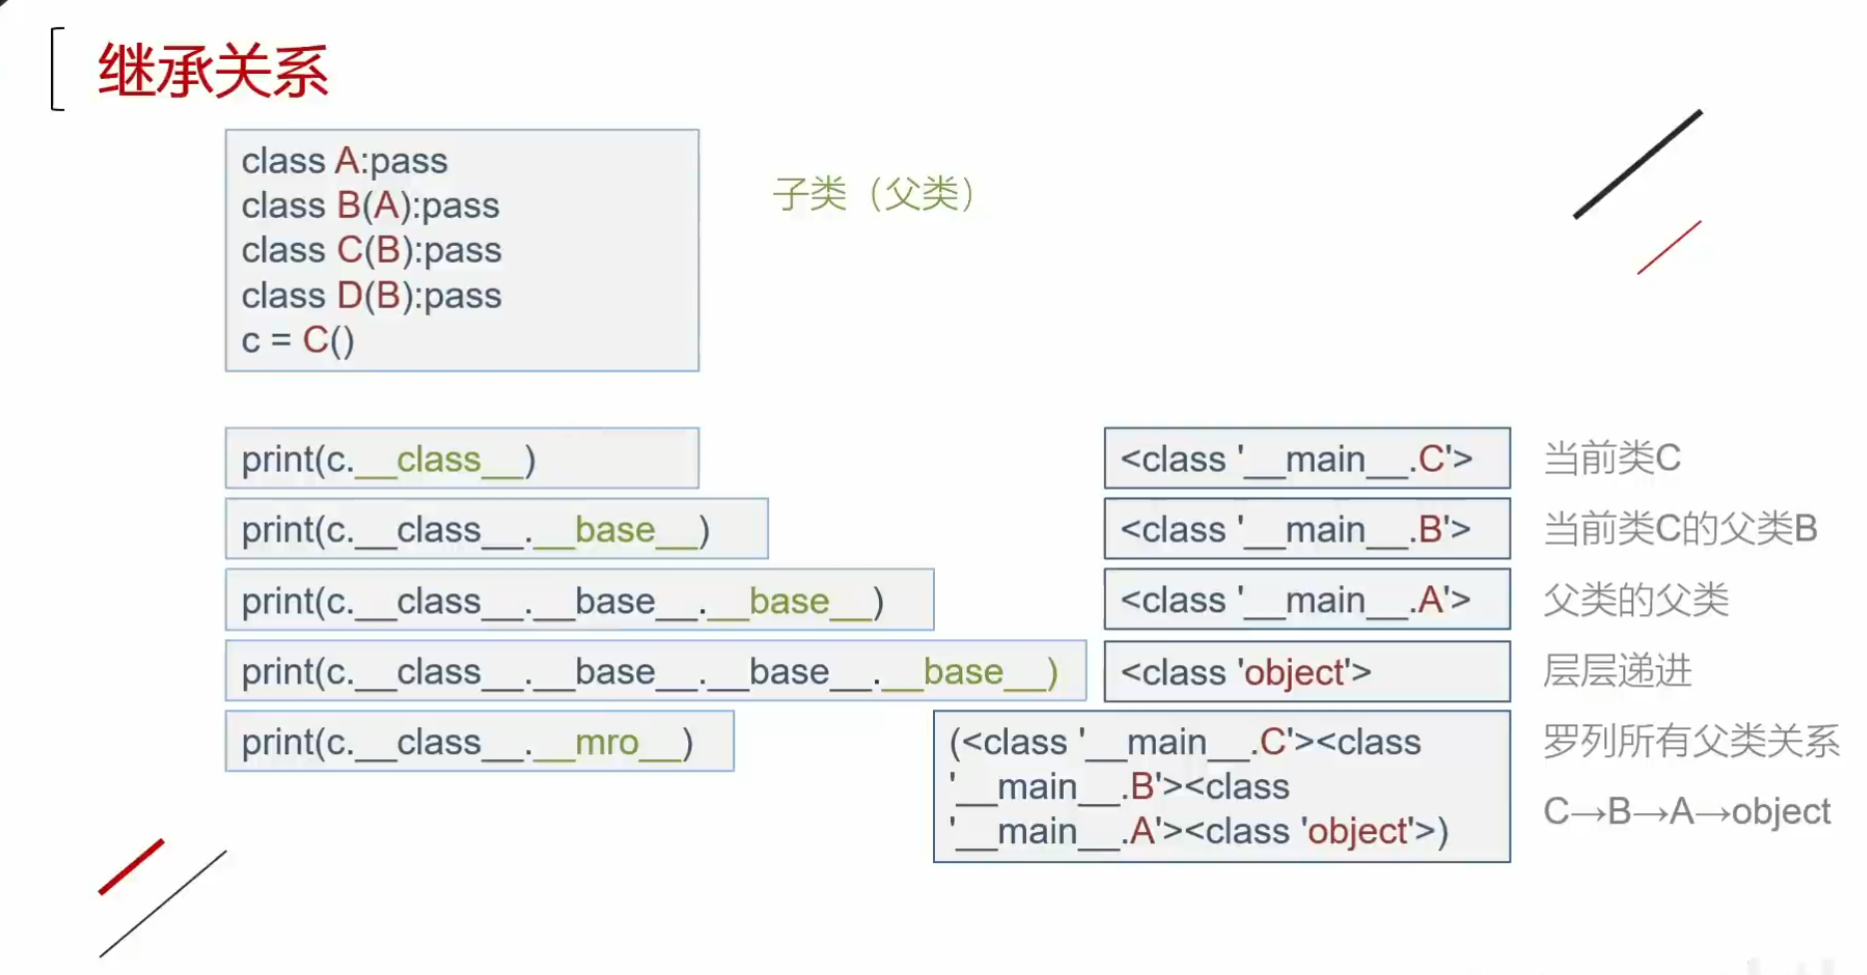 继承关系
class A:pass
class B(A):pass
class C(B):pass
class D(B):pass
c = C()
子类（父类）
print(c.__class__)
<class '__main__.C'>
当前类C
print(c.__class__.__base__)
<class '__main__.B'>
当前类C的父类B
print(c.__class__.__base__.__base__)
<class '__main__.A'>
父类的父类
print(c.__class__.__base__.__base__.__base__)
<class 'object'>
层层递进
print(c.__class__.__mro__)
(<class '__main__.C'><class
'__main__.B'><class
'__main__.A'><class 'object'>)
罗列所有父类关系
C→B→A→object